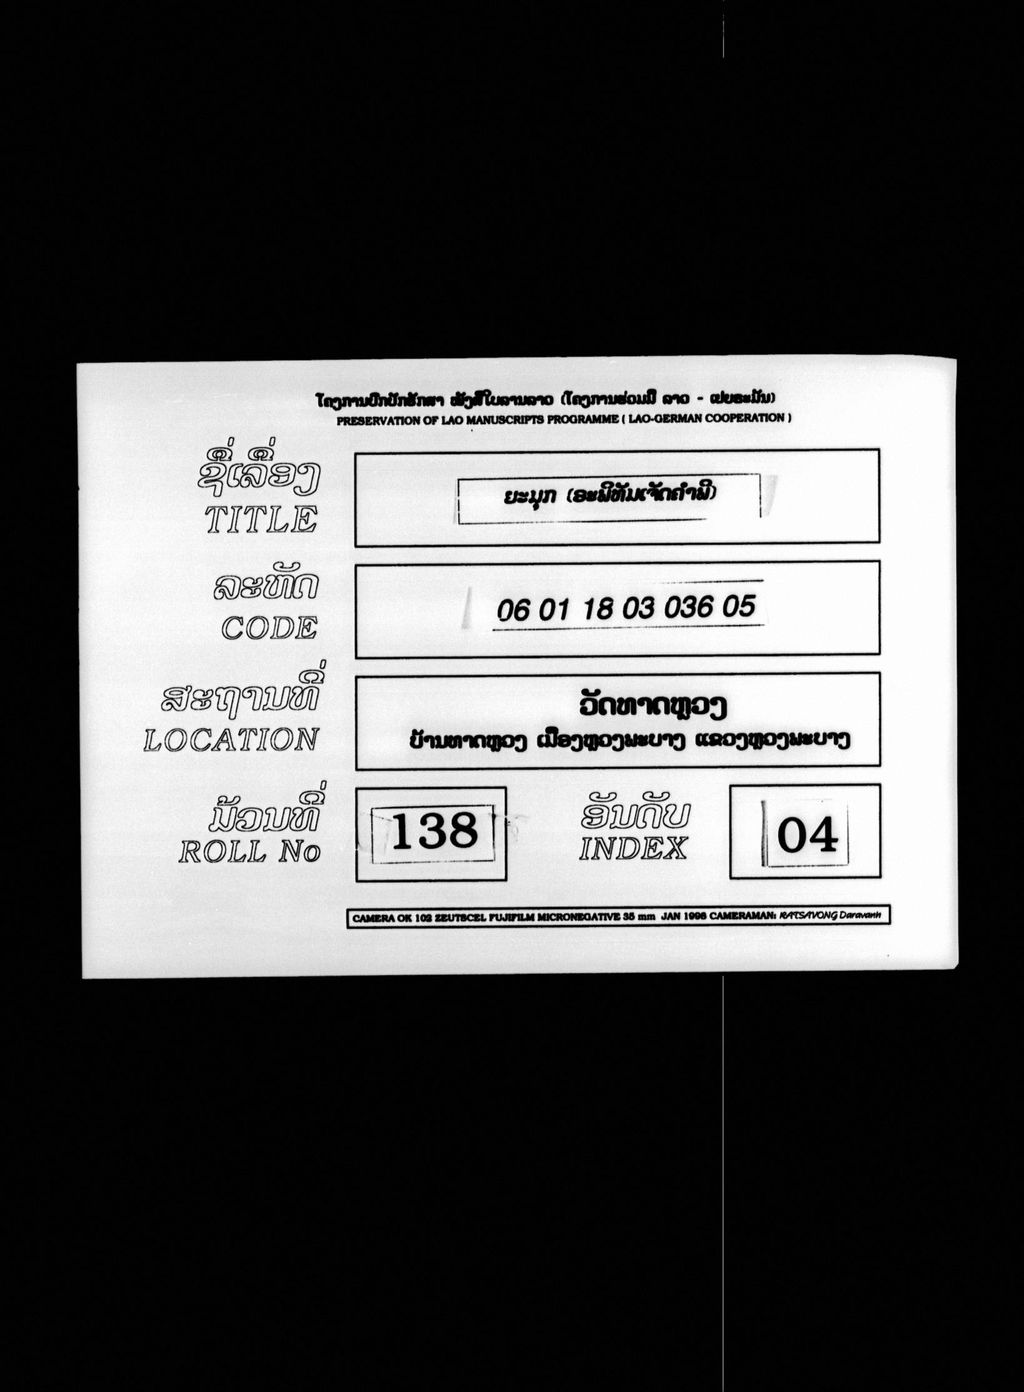 ໂຄງການປົກປັກຮັກສາ ໜັງສືໃບລານລາວ (ໂຄງການຮ່ວມມື ລາວ - ເຢຍຣະມັນ)
PRESERVATION OF LAO MANUSCRIPTS PROGRAMME ( LAO-GERMAN COOPERATION )
ຊື່ເລື່ອງ
TITLE
ຍະມຸກ (ອະພິທັມເຈັດຄຳພີ)
ລະຫັດ
CODE
06 01 18 03 036 05
ສະຖານທີ່
LOCATION
ວັດທາດຫຼວງ
ບ້ານທາດຫຼວງ ເມືອງຫຼວງພະບາງ ແຂວງຫຼວງພະບາງ
ມ້ວນທີ່
ROLL No
138
ອັນດັບ
INDEX
04
CAMERA OK 102 ZEUTSCEL FUJIFILM MICRONEGATIVE 35 mm JAN 1998 CAMERAMAN: KATSAVONG Daravanh